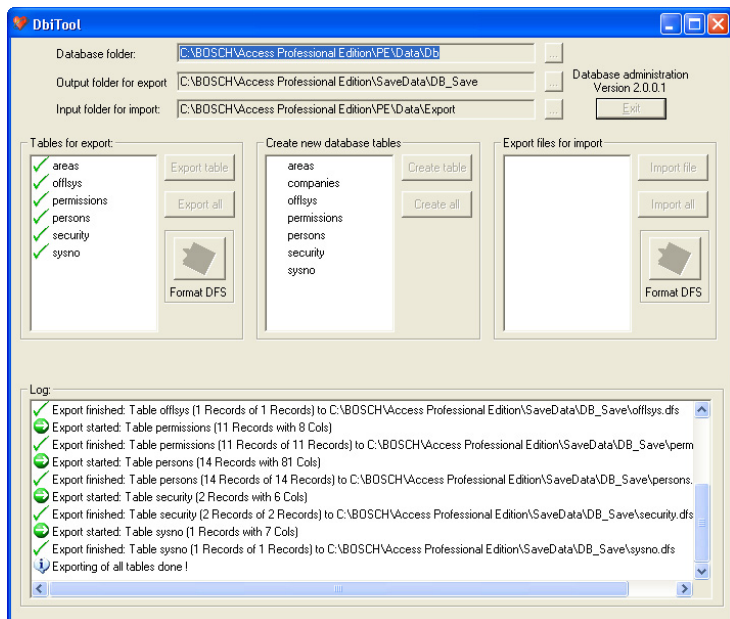 DbiTool
Database folder: C:\BOSCH\Access Professional Edition\PE\Data\Db ...
Output folder for export C:\BOSCH\Access Professional Edition\SaveData\DB_Save ...
Input folder for import: C:\BOSCH\Access Professional Edition\PE\Data\Export ...
Database administration
Version 2.0.0.1
Exit
Tables for export:
areas
offlsys
permissions
persons
security
sysno
Export table
Export all
Format DFS
Create new database tables
areas
companies
offlsys
permissions
persons
security
sysno
Create table
Create all
Export files for import
Import file
Import all
Format DFS
Log:
Export finished: Table offlsys (1 Records of 1 Records) to C:\BOSCH\Access Professional Edition\SaveData\DB_Save\offlsys.dfs
Export started: Table permissions (11 Records with 8 Cols)
Export finished: Table permissions (11 Records of 11 Records) to C:\BOSCH\Access Professional Edition\SaveData\DB_Save\perm
Export started: Table persons (14 Records with 81 Cols)
Export finished: Table persons (14 Records of 14 Records) to C:\BOSCH\Access Professional Edition\SaveData\DB_Save\persons.
Export started: Table security (2 Records with 6 Cols)
Export finished: Table security (2 Records of 2 Records) to C:\BOSCH\Access Professional Edition\SaveData\DB_Save\security.dfs
Export started: Table sysno (1 Records with 7 Cols)
Export finished: Table sysno (1 Records of 1 Records) to C:\BOSCH\Access Professional Edition\SaveData\DB_Save\sysno.dfs
Exporting of all tables done !